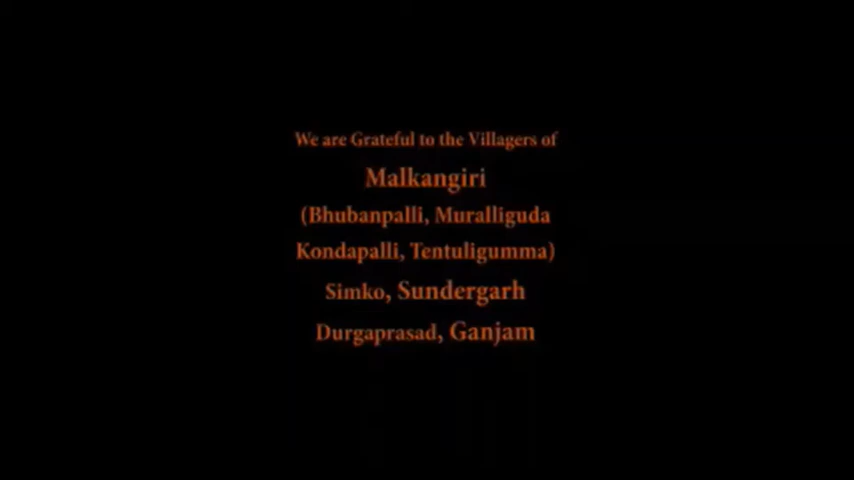 We are Grateful to the Villagers of
Malkangiri
(Bhubanpalli, Muralliguda
Kondapalli, Tentuligumma)
Simko, Sundergarh
Durgaprasad, Ganjam